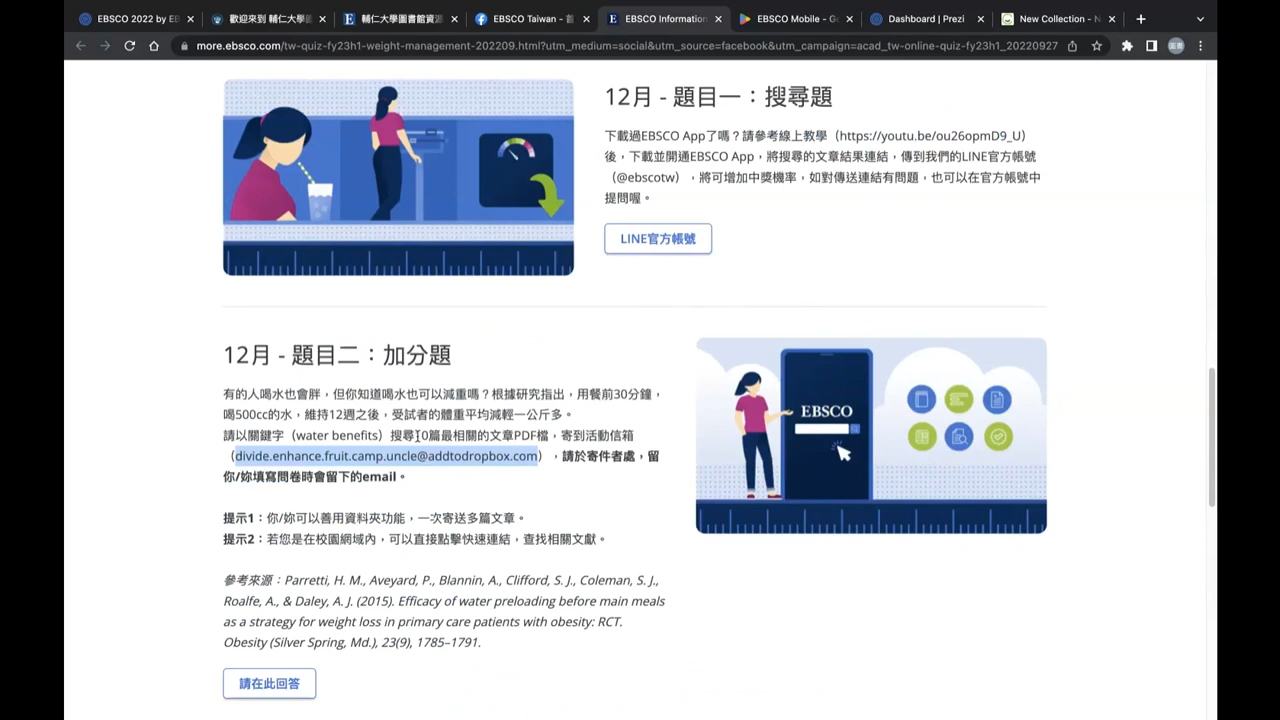 EBSCO 2022 by EB
歡迎來到 輔仁大學圖
輔仁大學圖書館資源
EBSCO Taiwan - 首
EBSCO Information
EBSCO Mobile - Go
Dashboard | Prezi
New Collection - N
more.ebsco.com/tw-quiz-fy23h1-weight-management-202209.html?utm_medium=social&utm_source=facebook&utm_campaign=acad_tw-online-quiz-fy23h1_20220927
12月 - 題目一：搜尋題
下載過EBSCO App了嗎？請參考線上教學（https://youtu.be/ou26opmD9_U）
後，下載並開通EBSCO App，將搜尋的文章結果連結，傳到我們的LINE官方帳號
（@ebscotw），將可增加中獎機率，如對傳送連結有問題，也可以在官方帳號中
提問喔。
LINE官方帳號
12月 - 題目二：加分題
有的人喝水也會胖，但你知道喝水也可以減重嗎？根據研究指出，用餐前30分鐘，
喝500cc的水，維持12週之後，受試者的體重平均減輕一公斤多。
請以關鍵字（water benefits）搜尋10篇最相關的文章PDF檔，寄到活動信箱
（divide.enhance.fruit.camp.uncle@addtodropbox.com），請於寄件者處，留
你/妳填寫問卷時會留下的email。
提示1：你/妳可以善用資料夾功能，一次寄送多篇文章。
提示2：若您是在校園網域內，可以直接點擊快速連結，查找相關文獻。
參考來源：Parretti, H. M., Aveyard, P., Blannin, A., Clifford, S. J., Coleman, S. J.,
Roalfe, A., & Daley, A. J. (2015). Efficacy of water preloading before main meals
as a strategy for weight loss in primary care patients with obesity: RCT.
Obesity (Silver Spring, Md.), 23(9), 1785–1791.
請在此回答
EBSCO